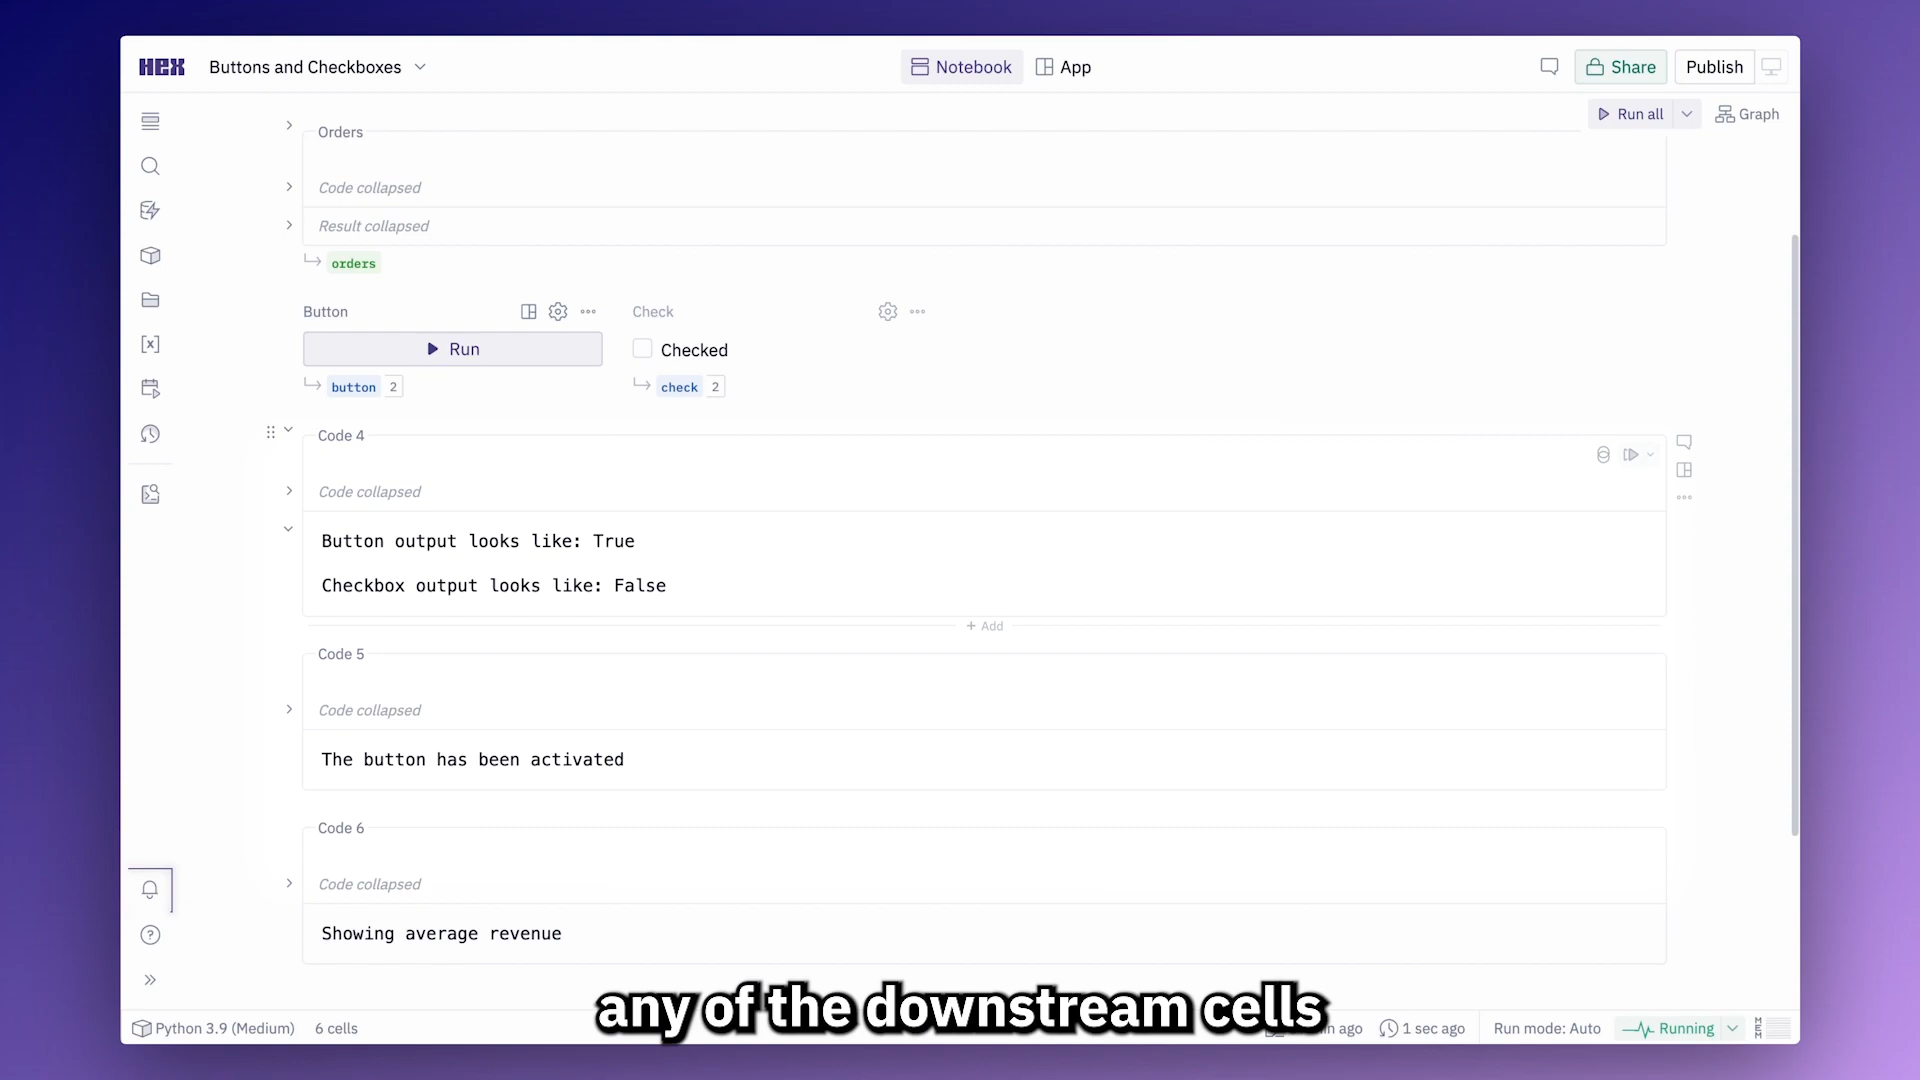 HEX Buttons and Checkboxes Notebook App Share Publish
Run all Graph
Orders
Code collapsed
Result collapsed
orders
Button Check
Run Checked
button 2 check 2
Code 4
Code collapsed
Button output looks like: True
Checkbox output looks like: False
+ Add
Code 5
Code collapsed
The button has been activated
Code 6
Code collapsed
Showing average revenue
any of the downstream cells
Python 3.9 (Medium) 6 cells ago 1 sec ago Run mode: Auto Running MEM